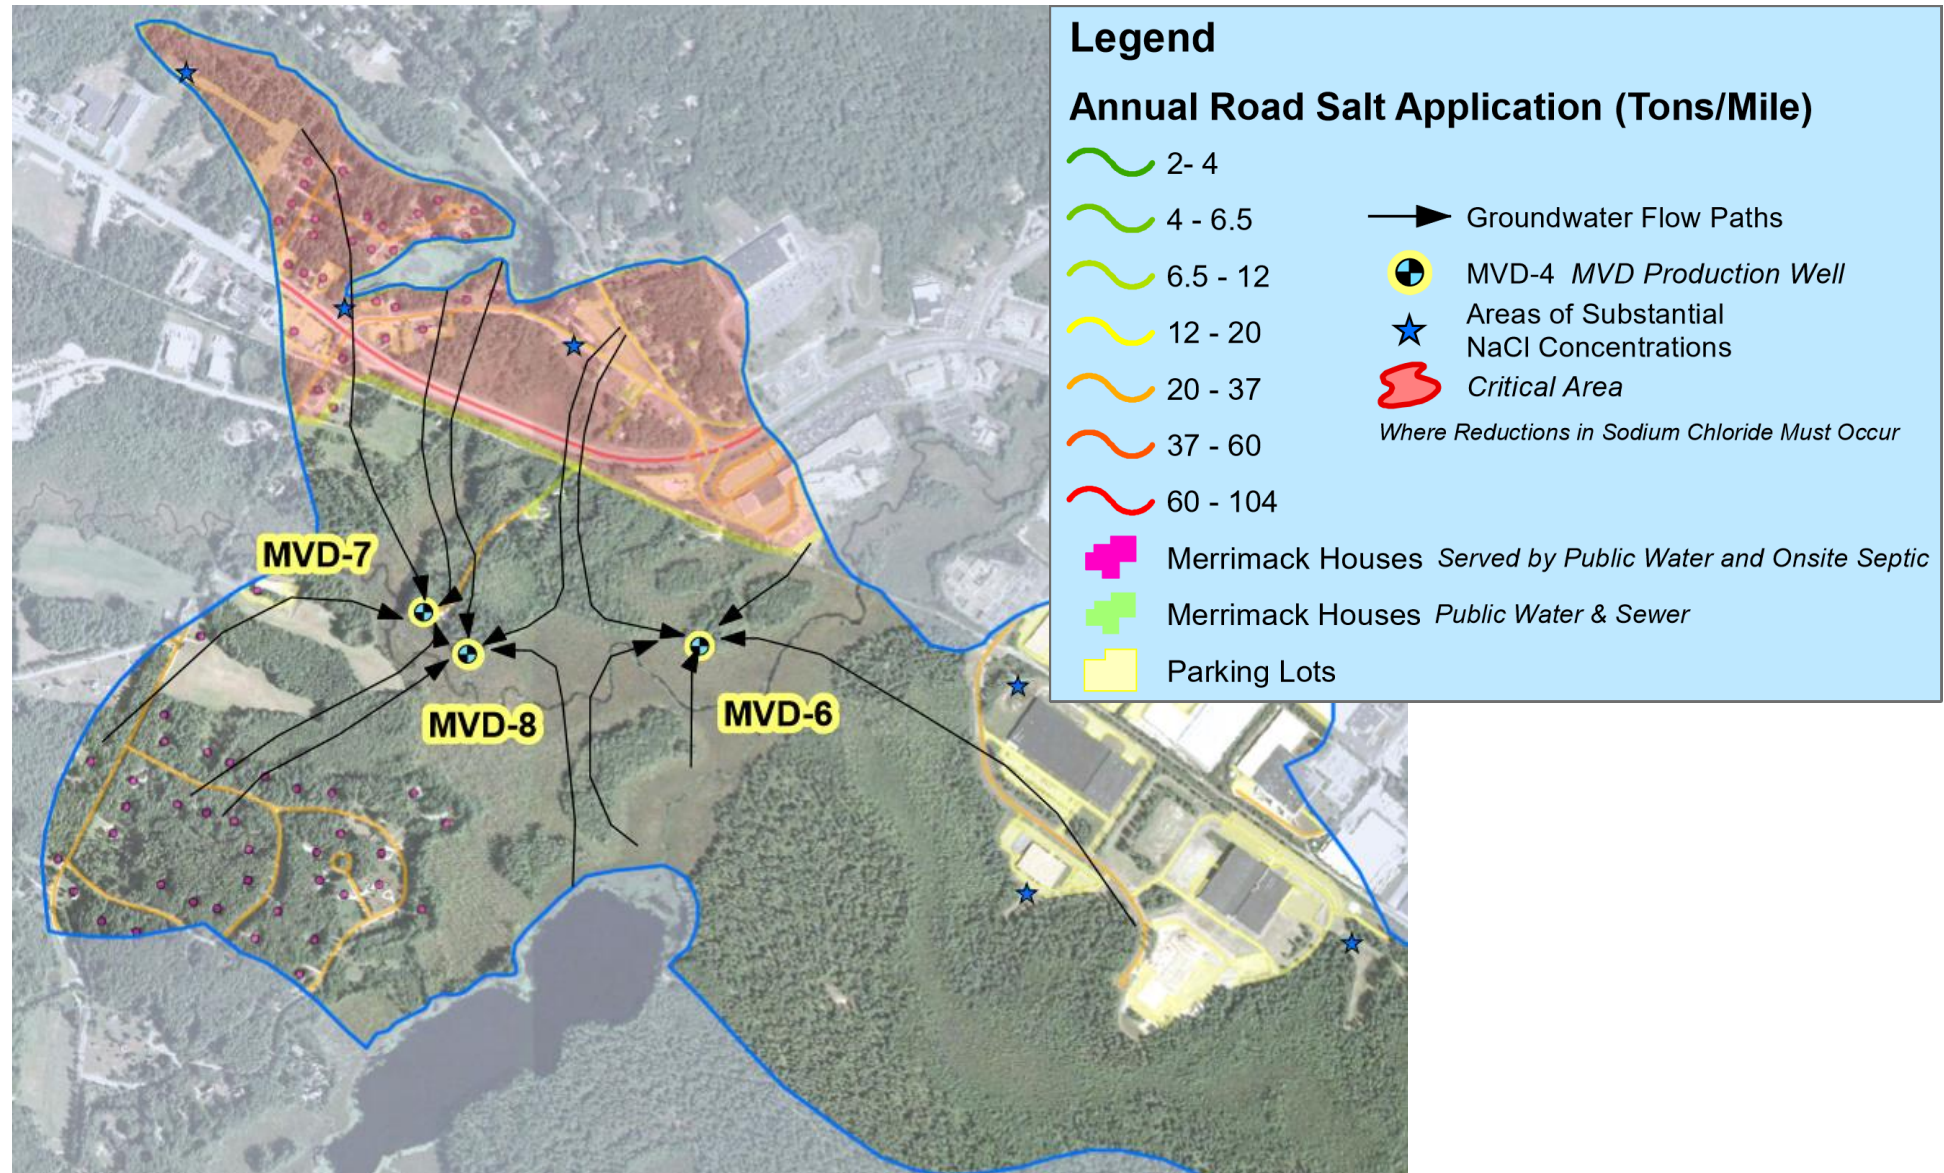 Legend
Annual Road Salt Application (Tons/Mile)
2- 4
4 - 6.5
6.5 - 12
12 - 20
20 - 37
37 - 60
60 - 104
Groundwater Flow Paths
MVD-4 MVD Production Well
Areas of Substantial
NaCl Concentrations
Critical Area
Where Reductions in Sodium Chloride Must Occur
Merrimack Houses Served by Public Water and Onsite Septic
Merrimack Houses Public Water & Sewer
Parking Lots
MVD-7
MVD-8
MVD-6